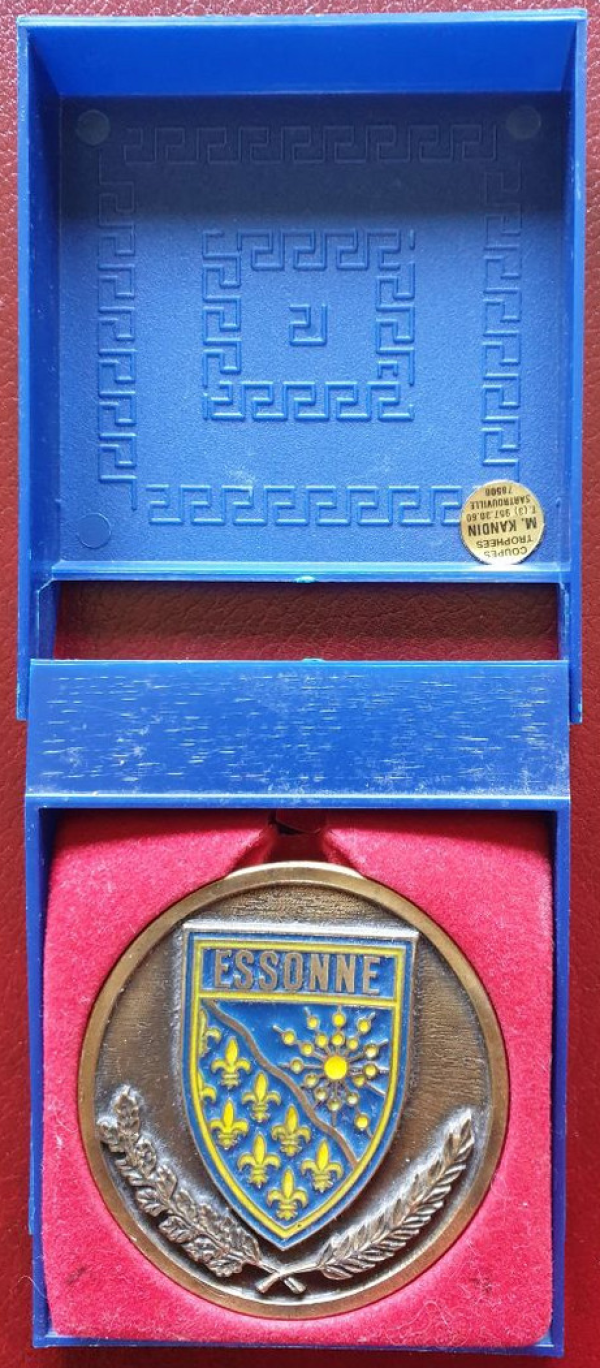 COUPES
TROPHEES
M. KANDIN
T.(3) 957.30.60
SARTROUVILLE
78500
ESSONNE